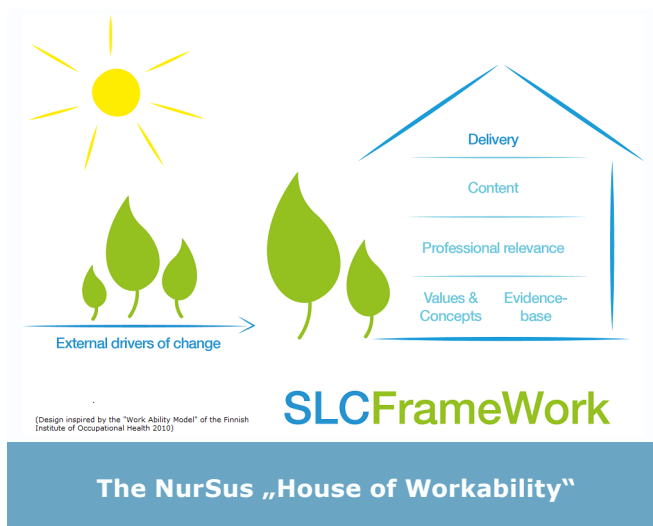 Delivery
Content
Professional relevance
Values &
Concepts
Evidence-
base
External drivers of change
(Design inspired by the "Work Ability Model" of the Finnish
Institute of Occupational Health 2010)
SLCFrameWork
The NurSus „House of Workability“